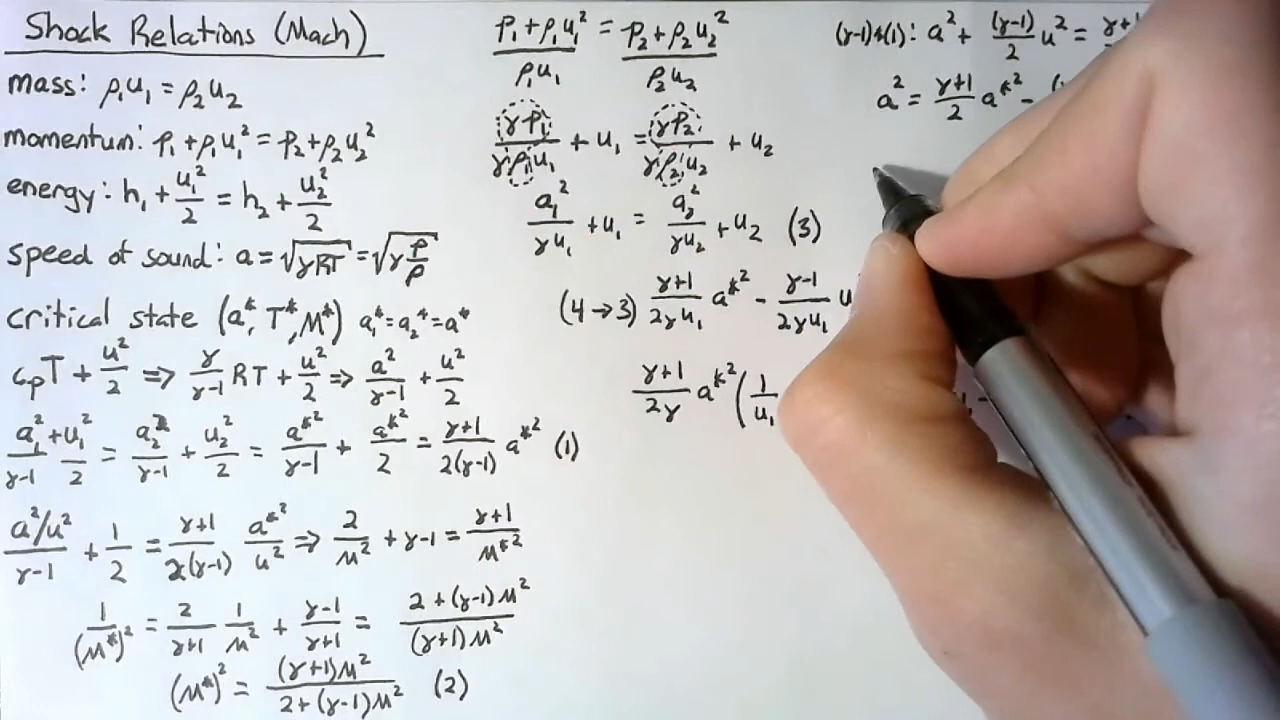 Shock Relations (Mach)
mass: ρ₁u₁ = ρ₂u₂
momentum: p₁ + ρ₁u₁² = p₂ + ρ₂u₂²
energy: h₁ + u₁²/2 = h₂ + u₂²/2
speed of sound: a = √(γRT) = √(γ p/ρ)
critical state (a*, T*, M*) a₁* = a₂* = a*
cₚT + u²/2 ⇒ γ/(γ-1) RT + u²/2 ⇒ a²/(γ-1) + u²/2
a₁²/(γ-1) + u₁²/2 = a₂²/(γ-1) + u₂²/2 = a*²/(γ-1) + a*²/2 = (γ+1)/(2(γ-1)) a*² (1)
(a²/u²)/(γ-1) + 1/2 = (γ+1)/(2(γ-1)) a*²/u² ⇒ 2/M² + γ-1 = (γ+1)/M*²
1/(M*)² = 2/(γ+1) 1/M² + (γ-1)/(γ+1) = (2+(γ-1)M²)/((γ+1)M²)
(M*)² = (γ+1)M²/(2+(γ-1)M²) (2)
(p₁ + ρ₁u₁²)/(ρ₁u₁) = (p₂ + ρ₂u₂²)/(ρ₂u₂)
γp₁/(γρ₁u₁) + u₁ = γp₂/(γρ₂u₂) + u₂
a₁²/(γu₁) + u₁ = a₂²/(γu₂) + u₂ (3)
(4→3) (γ+1)/(2γu₁) a*² - (γ-1)/(2γu₁) u
(γ+1)/(2γ) a*² (1/u₁
(γ-1)*(1): a² + (γ-1)/2 u² = γ+1
a² = (γ+1)/2 a*² -